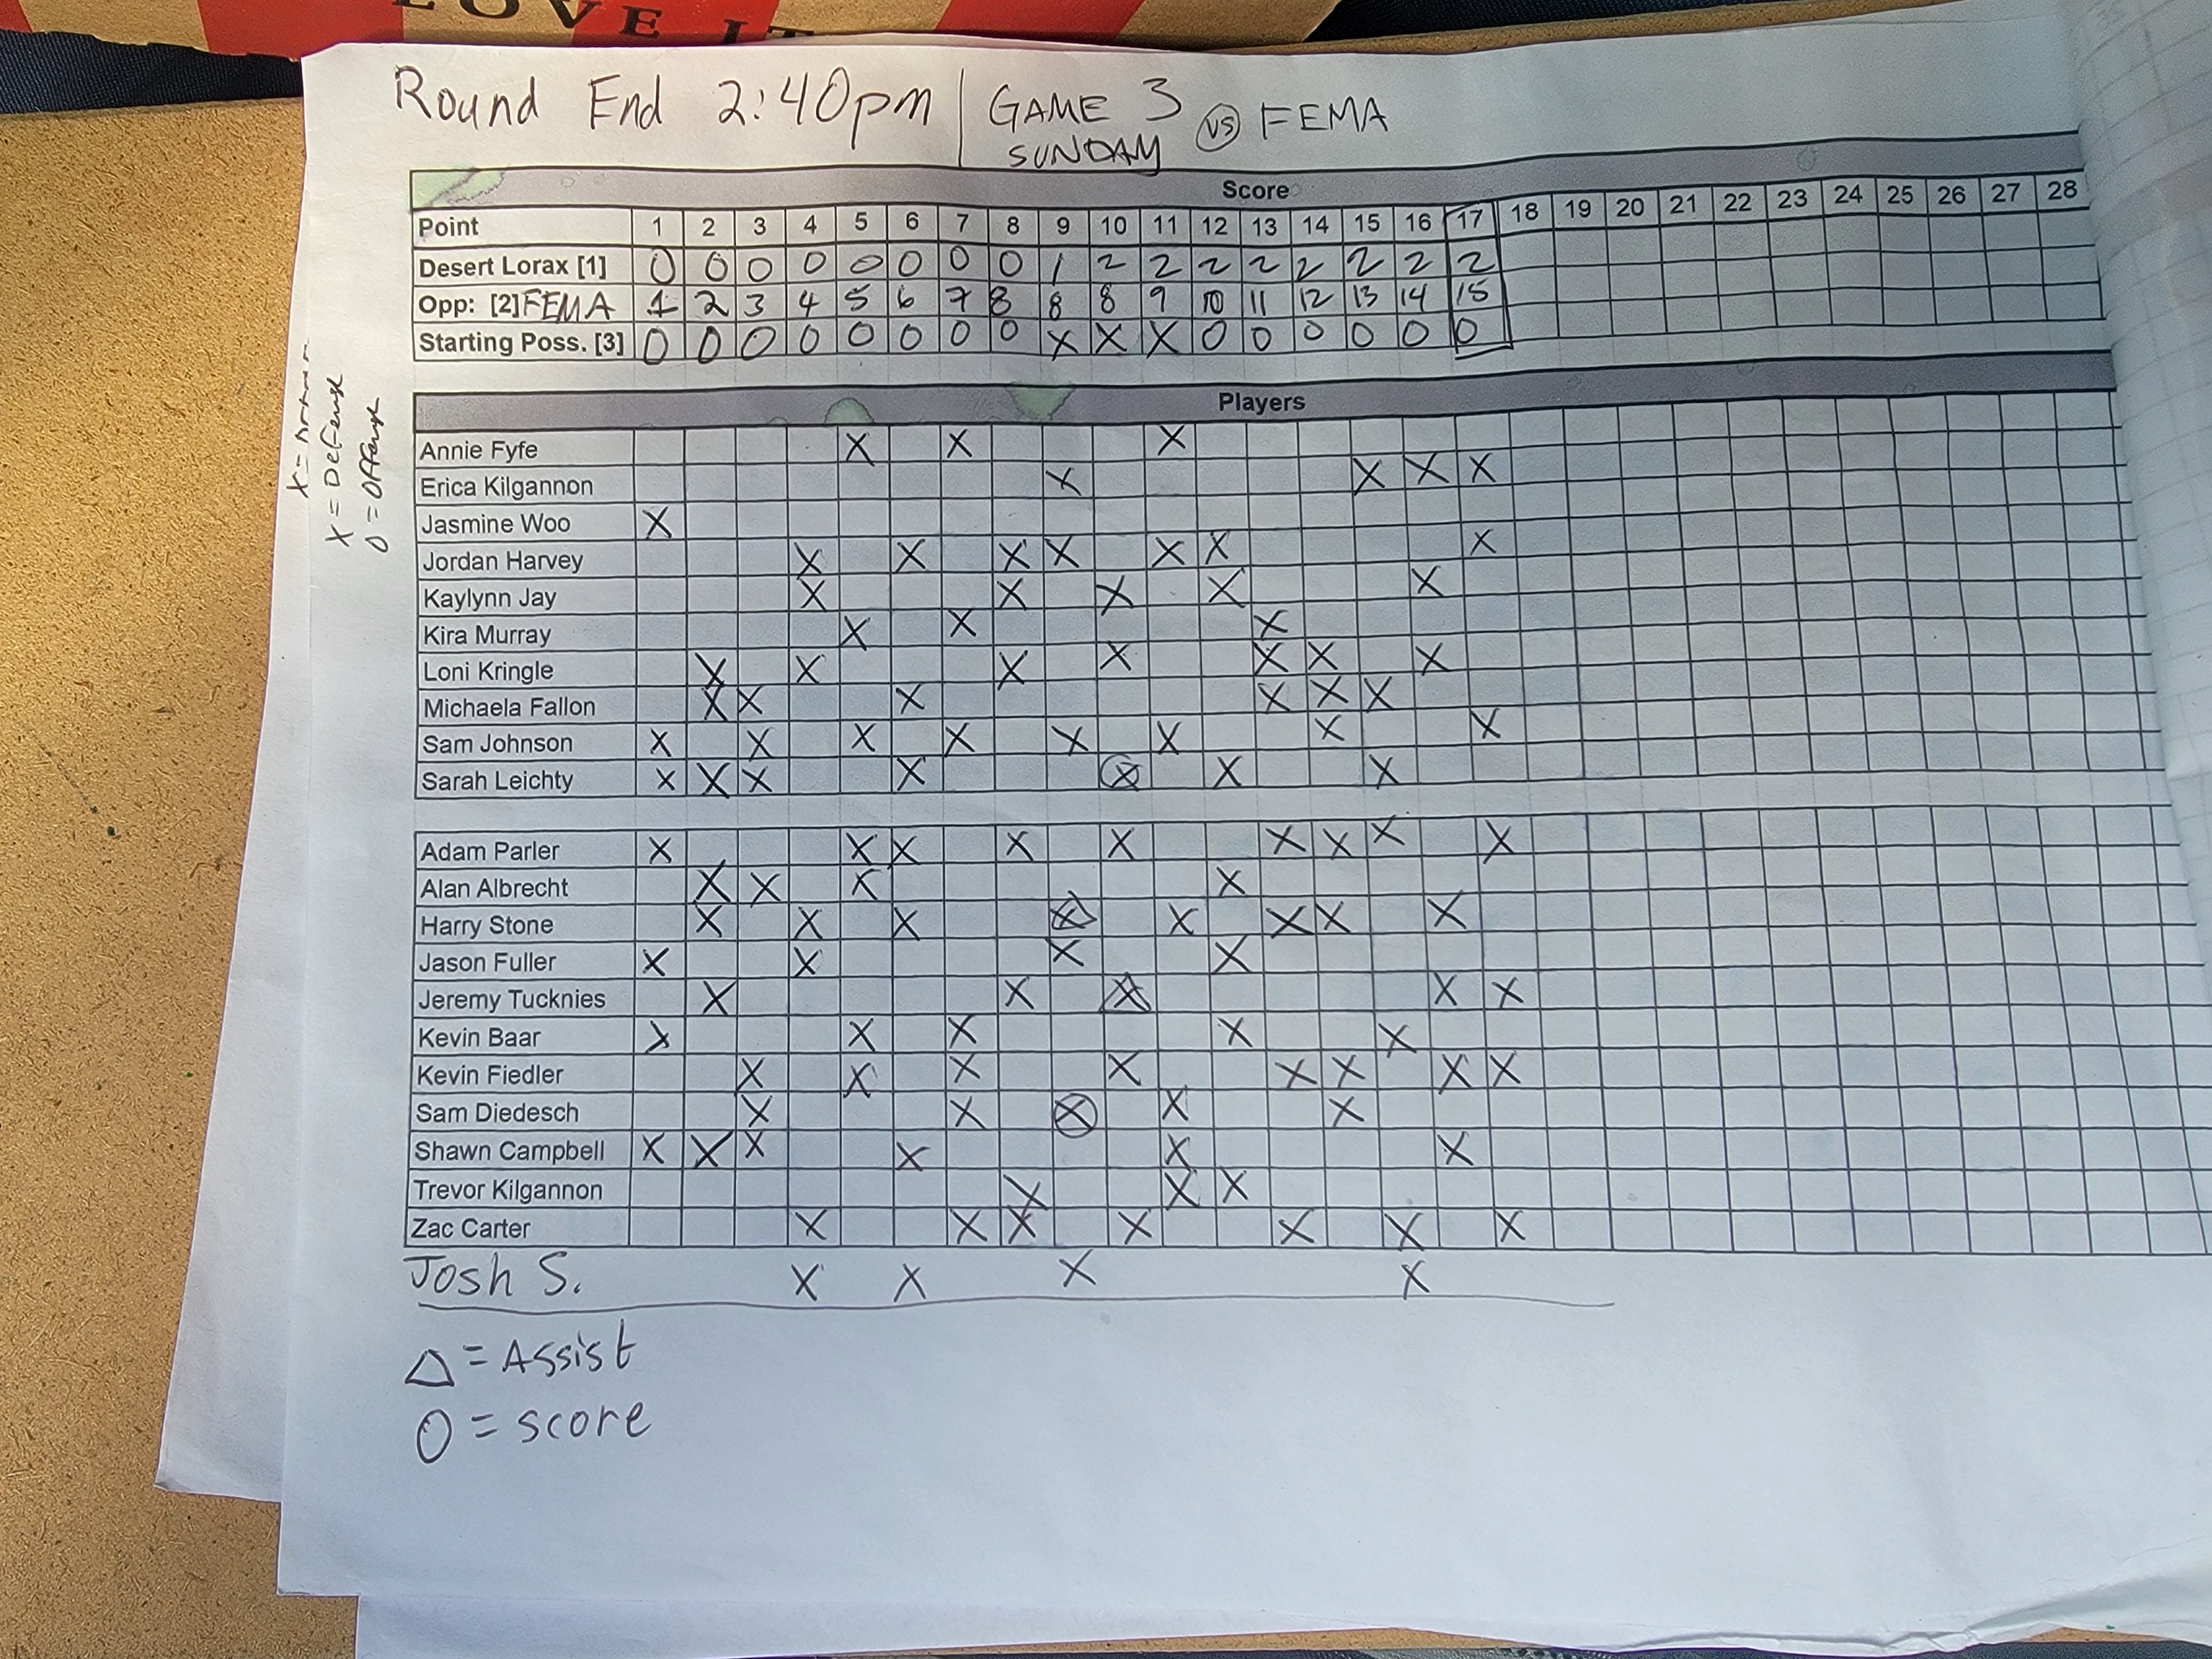 LOVE IT
Round End 2:40pm | GAME 3 VS FEMA
SUNDAY
X = Defense
O = Offense
Score
Point 1 2 3 4 5 6 7 8 9 10 11 12 13 14 15 16 17 18 19 20 21 22 23 24 25 26 27 28
Desert Lorax [1] 0 0 0 0 0 0 0 0 1 2 2 2 2 2 2 2 2
Opp: [2] FEMA 1 2 3 4 5 6 7 8 8 8 9 10 11 12 13 14 15
Starting Poss. [3] O O O O O O O O X X X O O O O O O
Players
Annie Fyfe X X X
Erica Kilgannon X X X X
Jasmine Woo X
Jordan Harvey X X X X X X X
Kaylynn Jay X X X X X
Kira Murray X X X
Loni Kringle X X X X X X X
Michaela Fallon X X X X X X
Sam Johnson X X X X X X X X
Sarah Leichty X X X X X X X
Adam Parler X X X X X X X X X
Alan Albrecht X X X X
Harry Stone X X X X X X X X
Jason Fuller X X X X
Jeremy Tucknies X X X X X
Kevin Baar X X X X X
Kevin Fiedler X X X X X X X X
Sam Diedesch X X X X X
Shawn Campbell X X X X X X
Trevor Kilgannon X X X
Zac Carter X X X X X X X
Josh S. X X X X
Δ = Assist
O = score